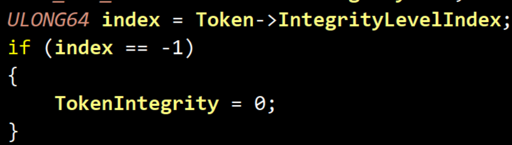 ULONG64 index = Token->IntegrityLevelIndex;
if (index == -1)
{
    TokenIntegrity = 0;
}